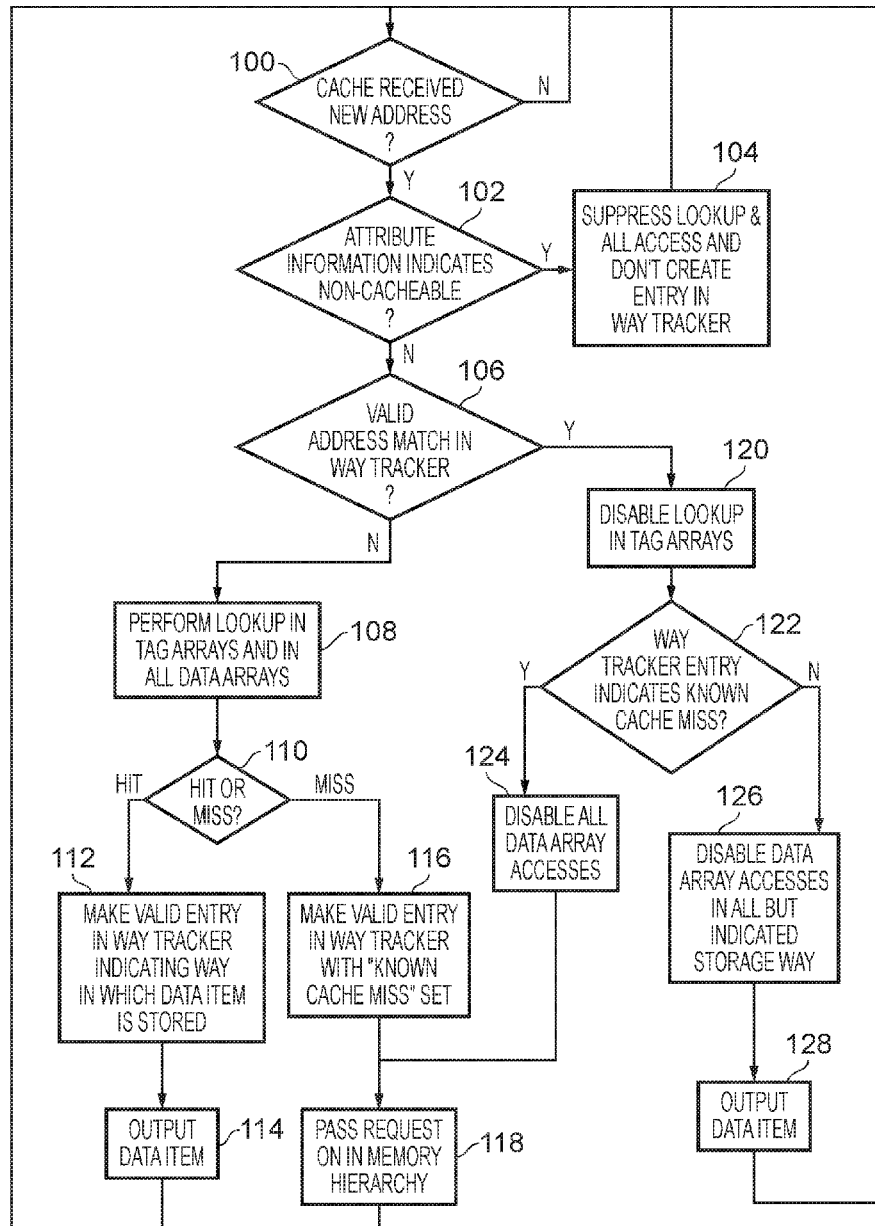 100
CACHE RECEIVED
NEW ADDRESS
?
N
Y
102
ATTRIBUTE
INFORMATION INDICATES
NON-CACHEABLE
?
Y
N
104
SUPPRESS LOOKUP &
ALL ACCESS AND
DON'T CREATE
ENTRY IN
WAY TRACKER
106
VALID
ADDRESS MATCH IN
WAY TRACKER
?
Y
N
120
DISABLE LOOKUP
IN TAG ARRAYS
108
PERFORM LOOKUP IN
TAG ARRAYS AND IN
ALL DATA ARRAYS
122
WAY
TRACKER ENTRY
INDICATES KNOWN
CACHE MISS?
Y
N
110
HIT OR
MISS?
HIT
MISS
124
DISABLE ALL
DATA ARRAY
ACCESSES
126
DISABLE DATA
ARRAY ACCESSES
IN ALL BUT
INDICATED
STORAGE WAY
112
MAKE VALID ENTRY
IN WAY TRACKER
INDICATING WAY
IN WHICH DATA ITEM
IS STORED
116
MAKE VALID ENTRY
IN WAY TRACKER
WITH "KNOWN
CACHE MISS" SET
128
OUTPUT
DATA ITEM
OUTPUT
DATA ITEM
114
PASS REQUEST
ON IN MEMORY
HIERARCHY
118